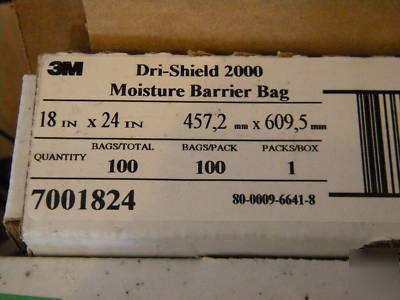 3M Dri-Shield 2000
Moisture Barrier Bag
18 IN X 24 IN 457,2 mm x 609,5 mm
QUANTITY BAGS/TOTAL BAGS/PACK PACKS/BOX
100 100 1
7001824 80-0009-6641-8